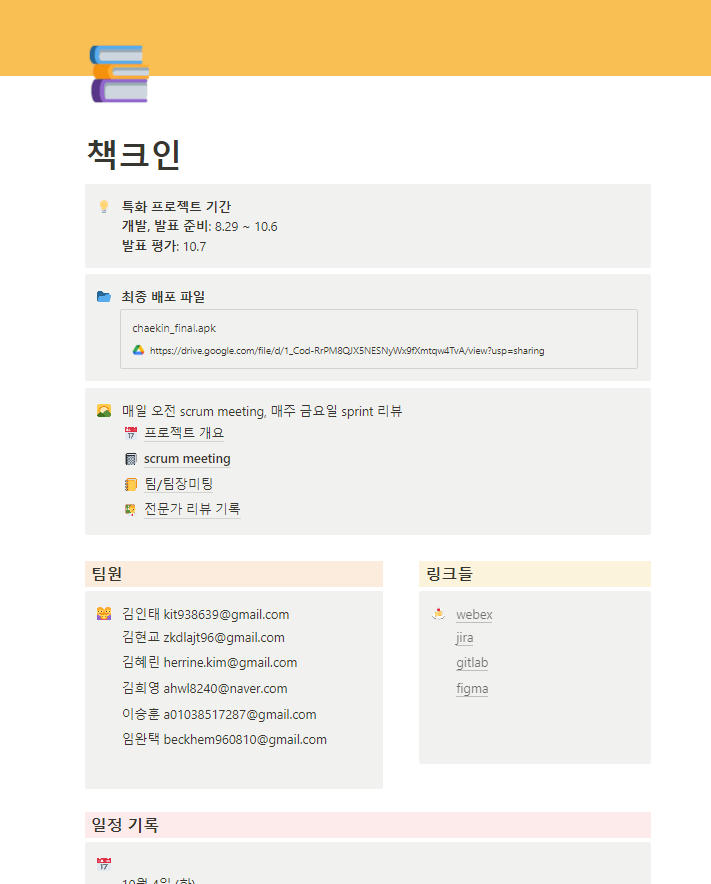 책크인
특화 프로젝트 기간
개발, 발표 준비: 8.29 ~ 10.6
발표 평가: 10.7
최종 배포 파일
chaekin_final.apk
https://drive.google.com/file/d/1_Cod-RrPM8QJX5NESNyWx9fXmtqw4TvA/view?usp=sharing
매일 오전 scrum meeting, 매주 금요일 sprint 리뷰
프로젝트 개요
scrum meeting
팀/팀장미팅
전문가 리뷰 기록
팀원
김인태 kit938639@gmail.com
김현교 zkdlajt96@gmail.com
김혜린 herrine.kim@gmail.com
김희영 ahwl8240@naver.com
이승훈 a01038517287@gmail.com
임완택 beckhem960810@gmail.com
링크들
webex
jira
gitlab
figma
일정 기록
10월 4일 (화)